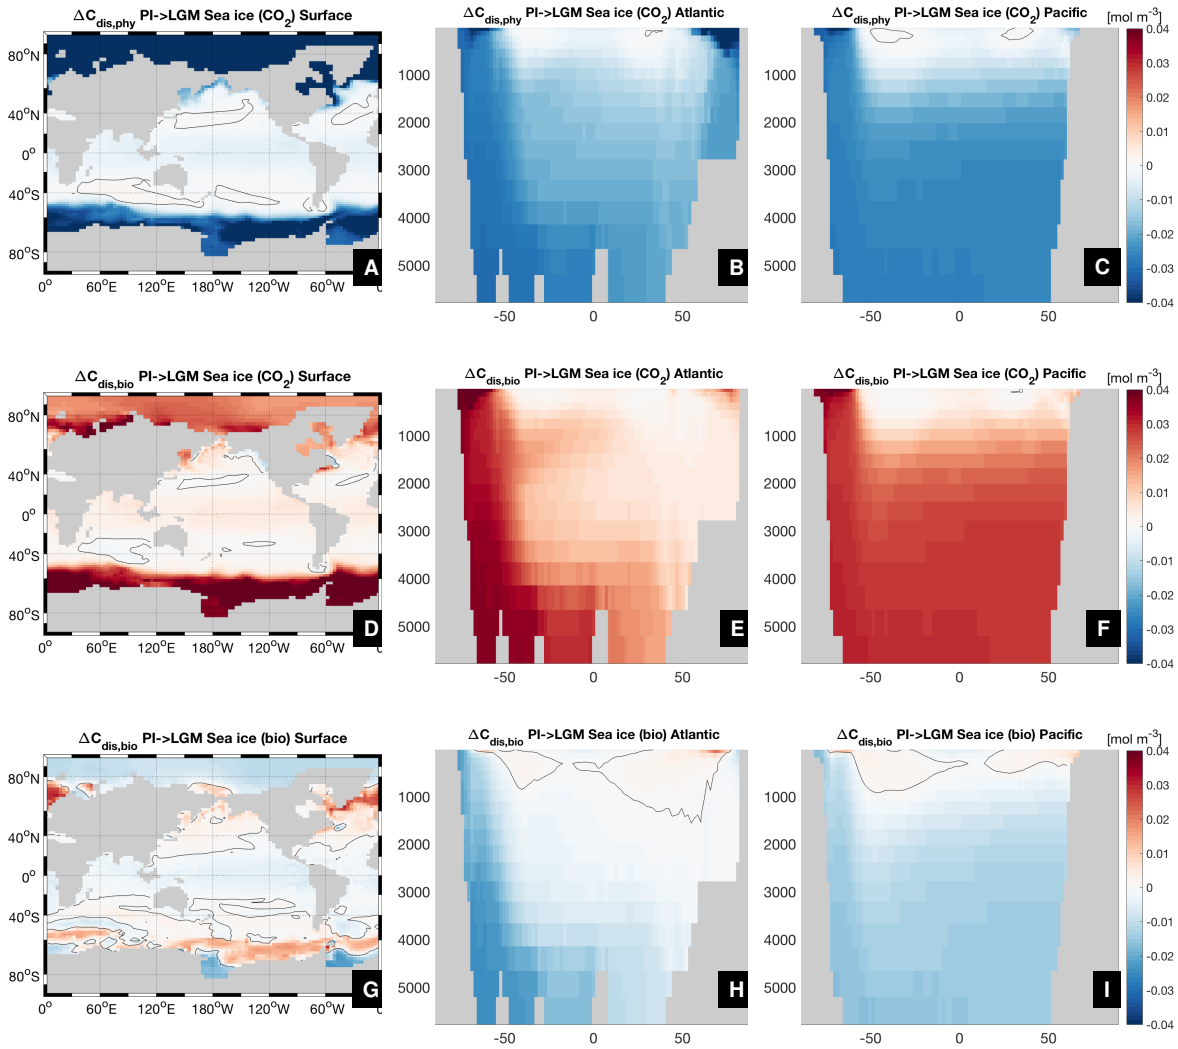 ΔC_dis,phy PI->LGM Sea ice (CO2) Surface
80°N
40°N
0°
40°S
80°S
0° 60°E 120°E 180°W 120°W 60°W 0
A
ΔC_dis,phy PI->LGM Sea ice (CO2) Atlantic
1000
2000
3000
4000
5000
-50 0 50
B
ΔC_dis,phy PI->LGM Sea ice (CO2) Pacific
1000
2000
3000
4000
5000
-50 0 50
C
[mol m-3]
0.04
0.03
0.02
0.01
0
-0.01
-0.02
-0.03
-0.04
ΔC_dis,bio PI->LGM Sea ice (CO2) Surface
80°N
40°N
0°
40°S
80°S
0° 60°E 120°E 180°W 120°W 60°W 0
D
ΔC_dis,bio PI->LGM Sea ice (CO2) Atlantic
1000
2000
3000
4000
5000
-50 0 50
E
ΔC_dis,bio PI->LGM Sea ice (CO2) Pacific
1000
2000
3000
4000
5000
-50 0 50
F
[mol m-3]
0.04
0.03
0.02
0.01
0
-0.01
-0.02
-0.03
-0.04
ΔC_dis,bio PI->LGM Sea ice (bio) Surface
80°N
40°N
0°
40°S
80°S
0° 60°E 120°E 180°W 120°W 60°W 0
G
ΔC_dis,bio PI->LGM Sea ice (bio) Atlantic
1000
2000
3000
4000
5000
-50 0 50
H
ΔC_dis,bio PI->LGM Sea ice (bio) Pacific
1000
2000
3000
4000
5000
-50 0 50
I
[mol m-3]
0.04
0.03
0.02
0.01
0
-0.01
-0.02
-0.03
-0.04